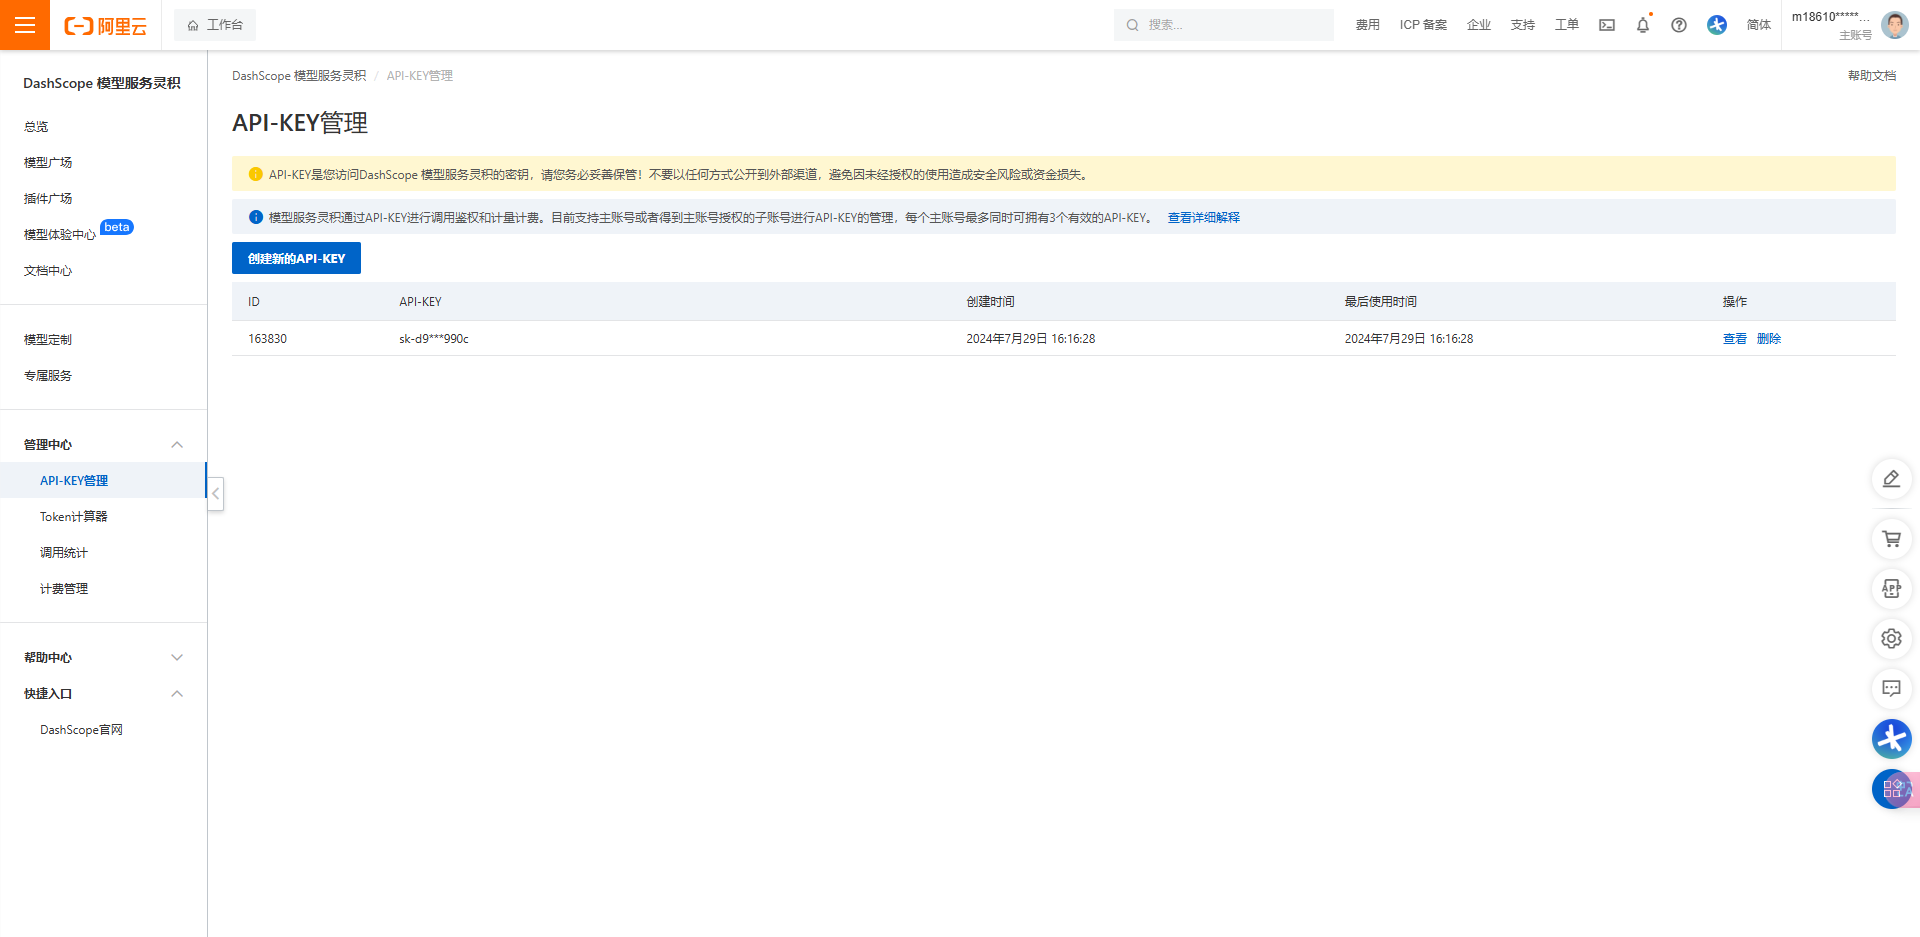 阿里云
工作台
搜索...
费用
ICP 备案
企业
支持
工单
简体
m18610*****...
主账号
DashScope 模型服务灵积
总览
模型广场
插件广场
模型体验中心 beta
文档中心
模型定制
专属服务
管理中心
API-KEY管理
Token计算器
调用统计
计费管理
帮助中心
快捷入口
DashScope官网
DashScope 模型服务灵积 / API-KEY管理
帮助文档
API-KEY管理
API-KEY是您访问DashScope 模型服务灵积的密钥，请您务必妥善保管！不要以任何方式公开到外部渠道，避免因未经授权的使用造成安全风险或资金损失。
模型服务灵积通过API-KEY进行调用鉴权和计量计费。目前支持主账号或者得到主账号授权的子账号进行API-KEY的管理，每个主账号最多同时可拥有3个有效的API-KEY。 查看详细解释
创建新的API-KEY
ID API-KEY 创建时间 最后使用时间 操作
163830 sk-d9***990c 2024年7月29日 16:16:28 2024年7月29日 16:16:28 查看 删除
APP